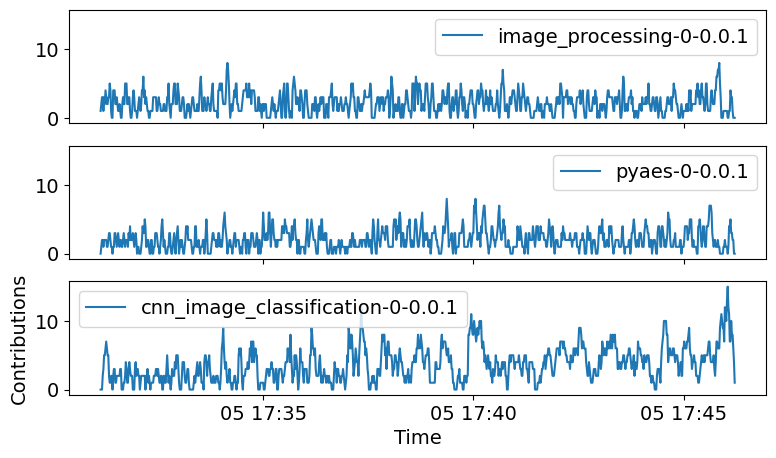 10
0
image_processing-0-0.0.1
10
0
pyaes-0-0.0.1
Contributions
10
0
cnn_image_classification-0-0.0.1
05 17:35
05 17:40
05 17:45
Time